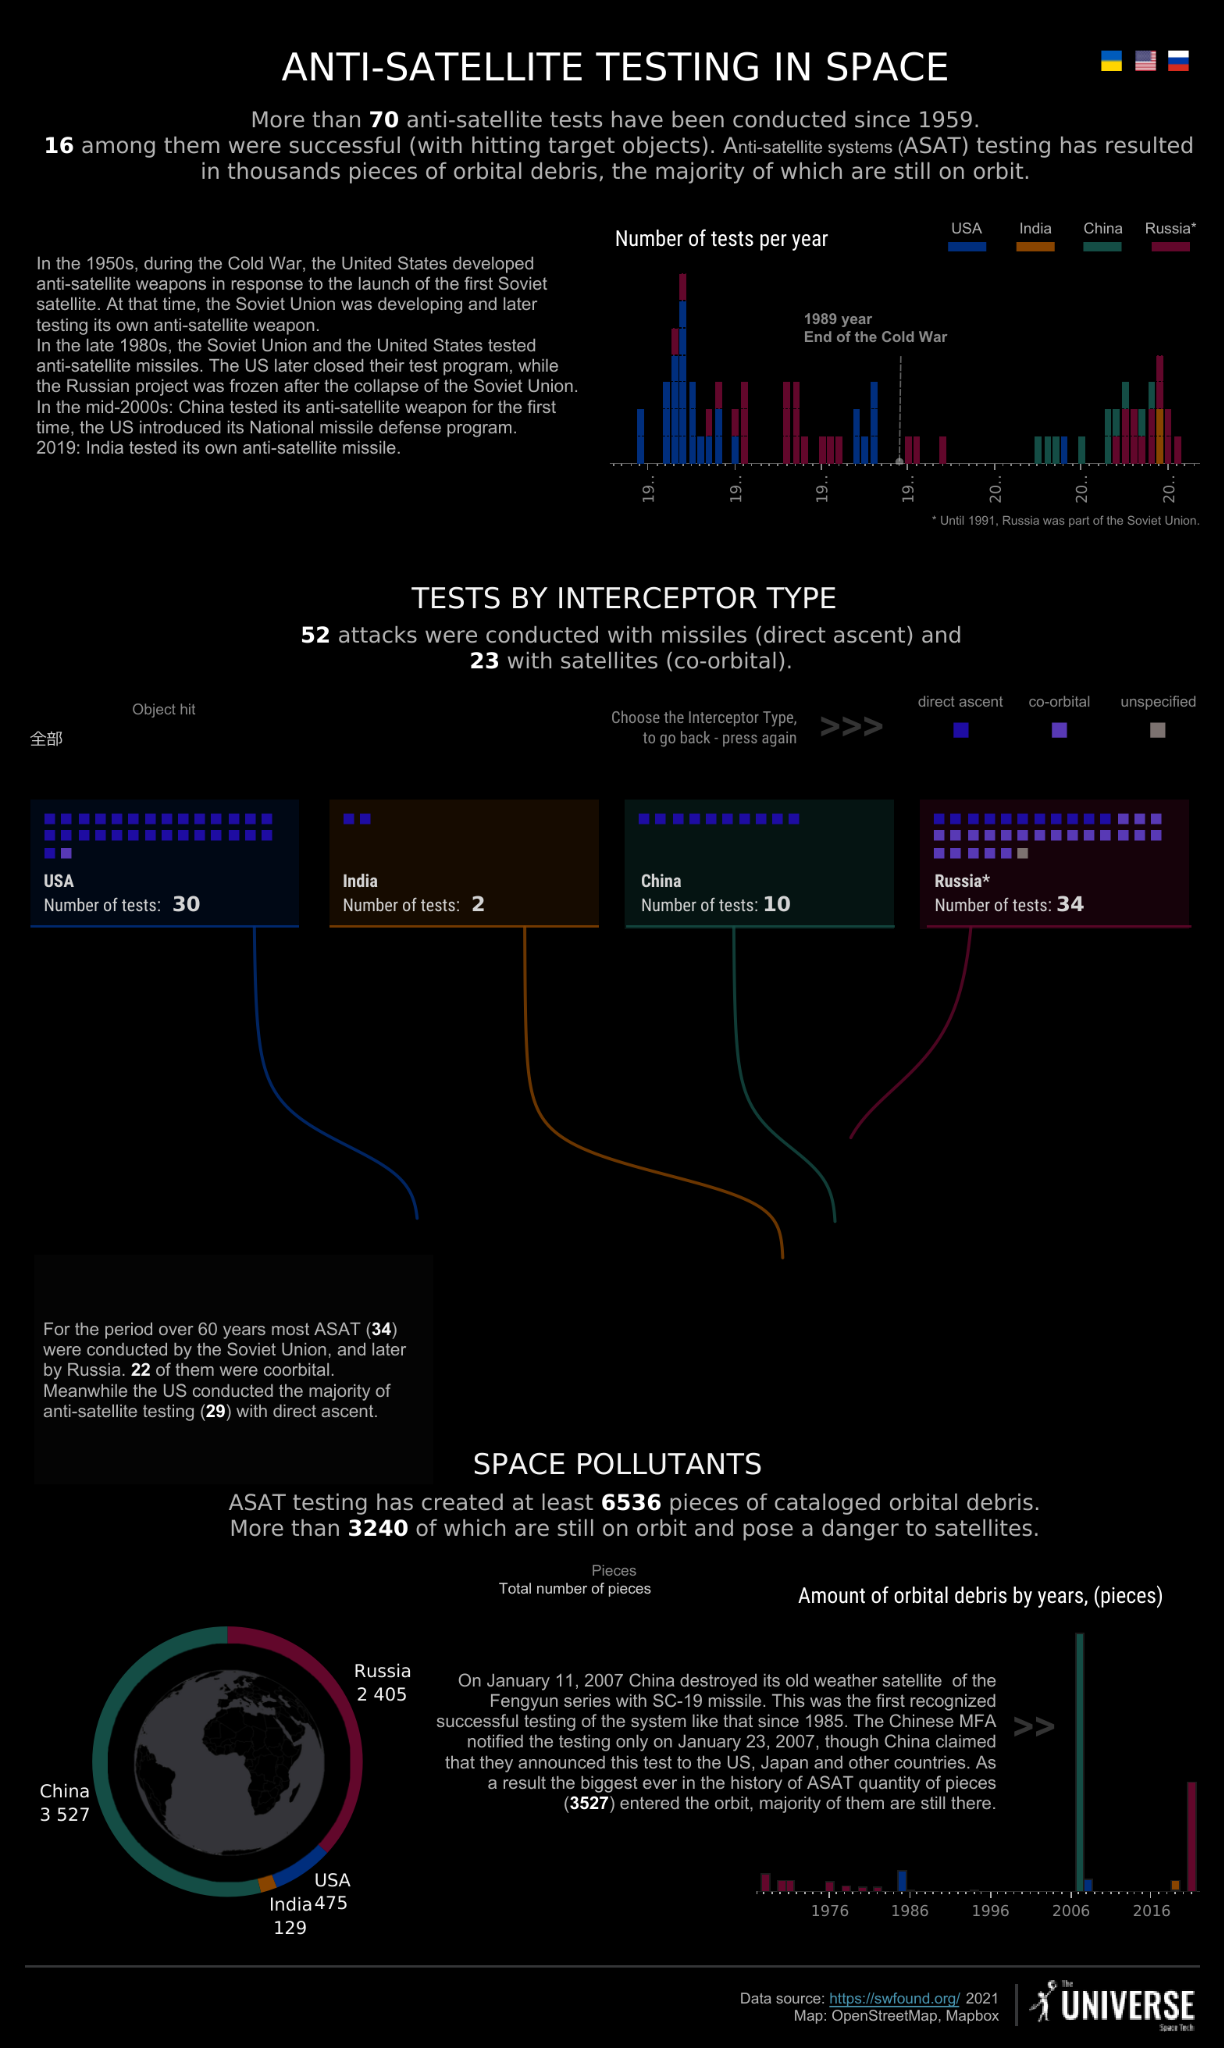 ANTI-SATELLITE TESTING IN SPACE
More than 70 anti-satellite tests have been conducted since 1959.
16 among them were successful (with hitting target objects). Anti-satellite systems (ASAT) testing has resulted
in thousands pieces of orbital debris, the majority of which are still on orbit.
In the 1950s, during the Cold War, the United States developed
anti-satellite weapons in response to the launch of the first Soviet
satellite. At that time, the Soviet Union was developing and later
testing its own anti-satellite weapon.
In the late 1980s, the Soviet Union and the United States tested
anti-satellite missiles. The US later closed their test program, while
the Russian project was frozen after the collapse of the Soviet Union.
In the mid-2000s: China tested its anti-satellite weapon for the first
time, the US introduced its National missile defense program.
2019: India tested its own anti-satellite missile.
Number of tests per year
USA India China Russia*
1989 year
End of the Cold War
19.. 19.. 19.. 19.. 20.. 20.. 20..
* Until 1991, Russia was part of the Soviet Union.
TESTS BY INTERCEPTOR TYPE
52 attacks were conducted with missiles (direct ascent) and
23 with satellites (co-orbital).
Object hit
全部
Choose the Interceptor Type,
to go back - press again
>>>
direct ascent co-orbital unspecified
USA
Number of tests: 30
India
Number of tests: 2
China
Number of tests: 10
Russia*
Number of tests: 34
For the period over 60 years most ASAT (34)
were conducted by the Soviet Union, and later
by Russia. 22 of them were coorbital.
Meanwhile the US conducted the majority of
anti-satellite testing (29) with direct ascent.
SPACE POLLUTANTS
ASAT testing has created at least 6536 pieces of cataloged orbital debris.
More than 3240 of which are still on orbit and pose a danger to satellites.
Pieces
Total number of pieces
Russia
2 405
China
3 527
USA
475
India
129
On January 11, 2007 China destroyed its old weather satellite of the
Fengyun series with SC-19 missile. This was the first recognized
successful testing of the system like that since 1985. The Chinese MFA
notified the testing only on January 23, 2007, though China claimed
that they announced this test to the US, Japan and other countries. As
a result the biggest ever in the history of ASAT quantity of pieces
(3527) entered the orbit, majority of them are still there.
>>
Amount of orbital debris by years, (pieces)
1976 1986 1996 2006 2016
Data source: https://swfound.org/ 2021
Map: OpenStreetMap, Mapbox
The
UNIVERSE
Space Tech